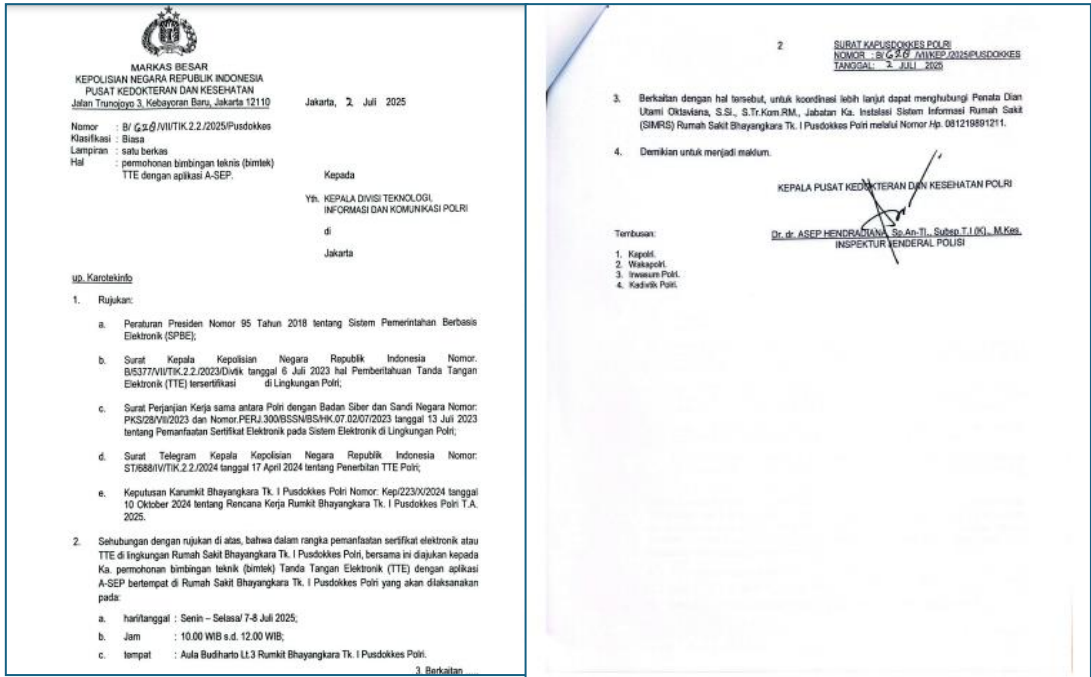 MARKAS BESAR
KEPOLISIAN NEGARA REPUBLIK INDONESIA
PUSAT KEDOKTERAN DAN KESEHATAN
Jalan Trunojoyo 3, Kebayoran Baru, Jakarta 12110
Jakarta, 2 Juli 2025
Nomor : B/ 628 /VII/TIK.2.2./2025/Pusdokkes
Klasifikasi : Biasa
Lampiran : satu berkas
Hal : permohonan bimbingan teknis (bimtek)
TTE dengan aplikasi A-SEP.
Kepada
Yth. KEPALA DIVISI TEKNOLOGI,
INFORMASI DAN KOMUNIKASI POLRI
di
Jakarta
up. Karotekinfo
1. Rujukan:
a. Peraturan Presiden Nomor 95 Tahun 2018 tentang Sistem Pemerintahan Berbasis
Elektronik (SPBE);
b. Surat Kepala Kepolisian Negara Republik Indonesia Nomor.
B/5377/VII/TIK.2.2./2023/Divtik tanggal 6 Juli 2023 hal Pemberitahuan Tanda Tangan
Elektronik (TTE) tersertifikasi di Lingkungan Polri;
c. Surat Perjanjian Kerja sama antara Polri dengan Badan Siber dan Sandi Negara Nomor:
PKS/28/VII/2023 dan Nomor.PERJ.300/BSSN/BS/HK.07.02/07/2023 tanggal 13 Juli 2023
tentang Pemanfaatan Sertifikat Elektronik pada Sistem Elektronik di Lingkungan Polri;
d. Surat Telegram Kepala Kepolisian Negara Republik Indonesia Nomor:
ST/688/IV/TIK.2.2./2024 tanggal 17 April 2024 tentang Penerbitan TTE Polri;
e. Keputusan Karumkit Bhayangkara Tk. I Pusdokkes Polri Nomor: Kep/223/X/2024 tanggal
10 Oktober 2024 tentang Rencana Kerja Rumkit Bhayangkara Tk. I Pusdokkes Polri T.A.
2025.
2. Sehubungan dengan rujukan di atas, bahwa dalam rangka pemanfaatan sertifikat elektronik atau
TTE di lingkungan Rumah Sakit Bhayangkara Tk. I Pusdokkes Polri, bersama ini diajukan kepada
Ka. permohonan bimbingan teknik (bimtek) Tanda Tangan Elektronik (TTE) dengan aplikasi
A-SEP bertempat di Rumah Sakit Bhayangkara Tk. I Pusdokkes Polri yang akan dilaksanakan
pada:
a. hari/tanggal : Senin – Selasa/ 7-8 Juli 2025;
b. Jam : 10.00 WIB s.d. 12.00 WIB;
c. tempat : Aula Budiharto Lt.3 Rumkit Bhayangkara Tk. I Pusdokkes Polri.
3. Berkaitan .....
2
SURAT KAPUSDOKKES POLRI
NOMOR : B/ 628 /VII/KEP./2025/PUSDOKKES
TANGGAL: 2 JULI 2025
3. Berkaitan dengan hal tersebut, untuk koordinasi lebih lanjut dapat menghubungi Penata Dian
Utami Oktaviana, S.Si., S.Tr.Kom.RM., Jabatan Ka. Instalasi Sistem Informasi Rumah Sakit
(SIMRS) Rumah Sakit Bhayangkara Tk. I Pusdokkes Polri melalui Nomor Hp. 081219891211.
4. Demikian untuk menjadi maklum.
KEPALA PUSAT KEDOKTERAN DAN KESEHATAN POLRI
Dr. dr. ASEP HENDRADIANA, Sp.An-TI., Subsp.T.I (K)., M.Kes.
INSPEKTUR JENDERAL POLISI
Tembusan:
1. Kapolri.
2. Wakapolri.
3. Irwasum Polri.
4. Kadivtik Polri.